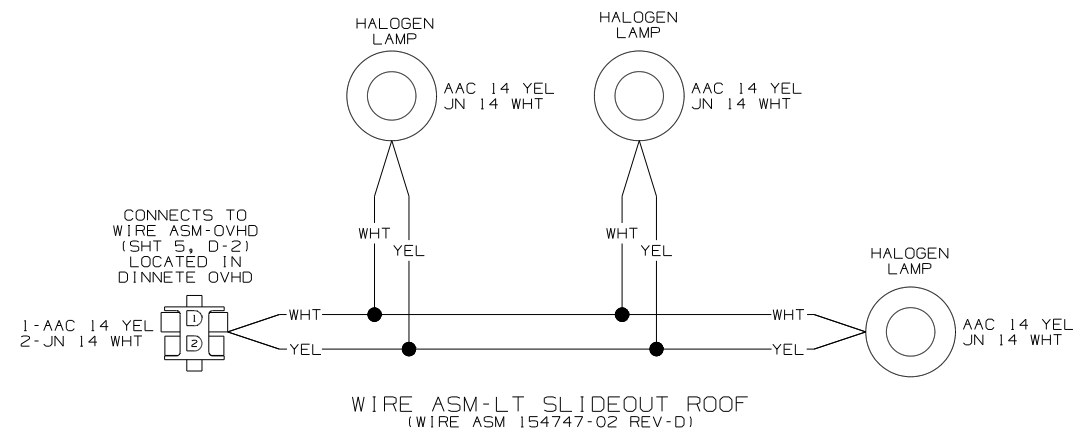 HALOGEN
LAMP
HALOGEN
LAMP
AAC 14 YEL
JN 14 WHT
AAC 14 YEL
JN 14 WHT
WHT
YEL
WHT
YEL
CONNECTS TO
WIRE ASM-OVHD
(SHT 5, D-2)
LOCATED IN
DINNETE OVHD
HALOGEN
LAMP
1-AAC 14 YEL
2-JN 14 WHT
1
2
WHT
YEL
WHT
YEL
AAC 14 YEL
JN 14 WHT
WIRE ASM-LT SLIDEOUT ROOF
(WIRE ASM 154747-02 REV-D)